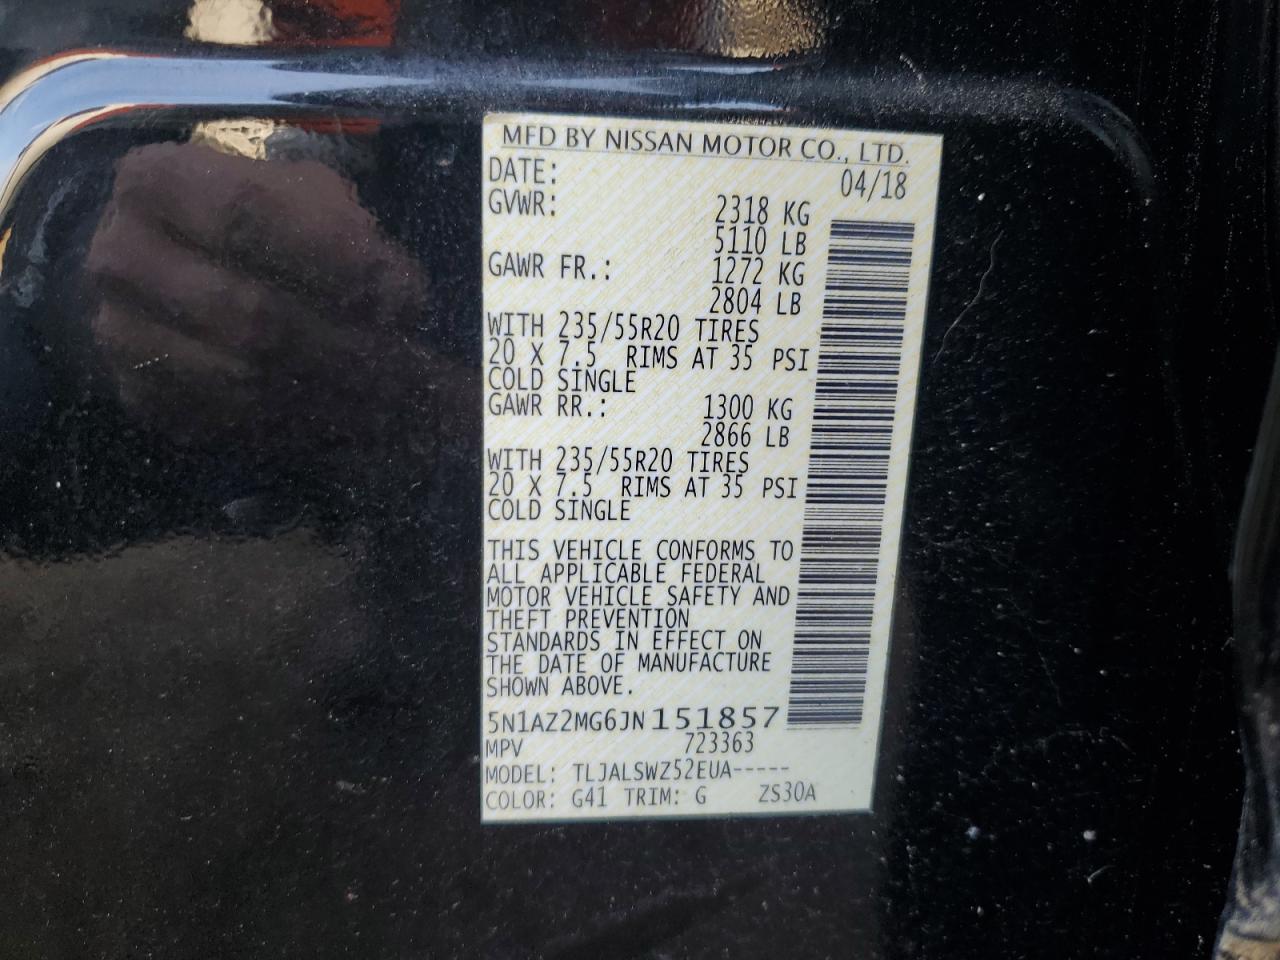 MFD BY NISSAN MOTOR CO., LTD.
DATE: 04/18
GVWR: 2318 KG
5110 LB
GAWR FR.: 1272 KG
2804 LB
WITH 235/55R20 TIRES
20 X 7.5 RIMS AT 35 PSI
COLD SINGLE
GAWR RR.: 1300 KG
2866 LB
WITH 235/55R20 TIRES
20 X 7.5 RIMS AT 35 PSI
COLD SINGLE
THIS VEHICLE CONFORMS TO
ALL APPLICABLE FEDERAL
MOTOR VEHICLE SAFETY AND
THEFT PREVENTION
STANDARDS IN EFFECT ON
THE DATE OF MANUFACTURE
SHOWN ABOVE.
5N1AZ2MG6JN151857
MPV 723363
MODEL: TLJALSWZ52EUA-----
COLOR: G41 TRIM: G ZS30A